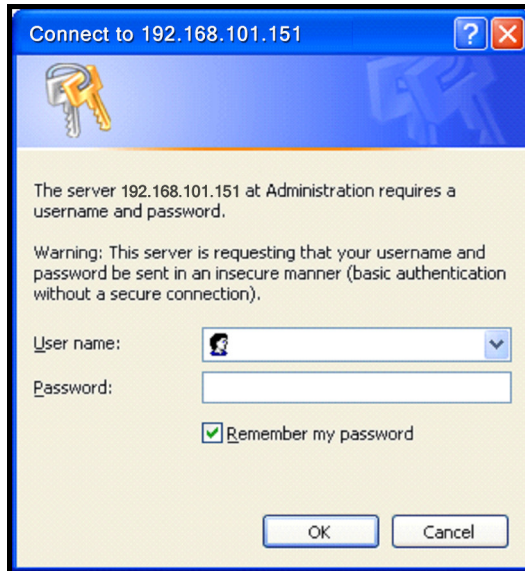 Connect to 192.168.101.151
The server 192.168.101.151 at Administration requires a
username and password.
Warning: This server is requesting that your username and
password be sent in an insecure manner (basic authentication
without a secure connection).
User name:
Password:
Remember my password
OK
Cancel